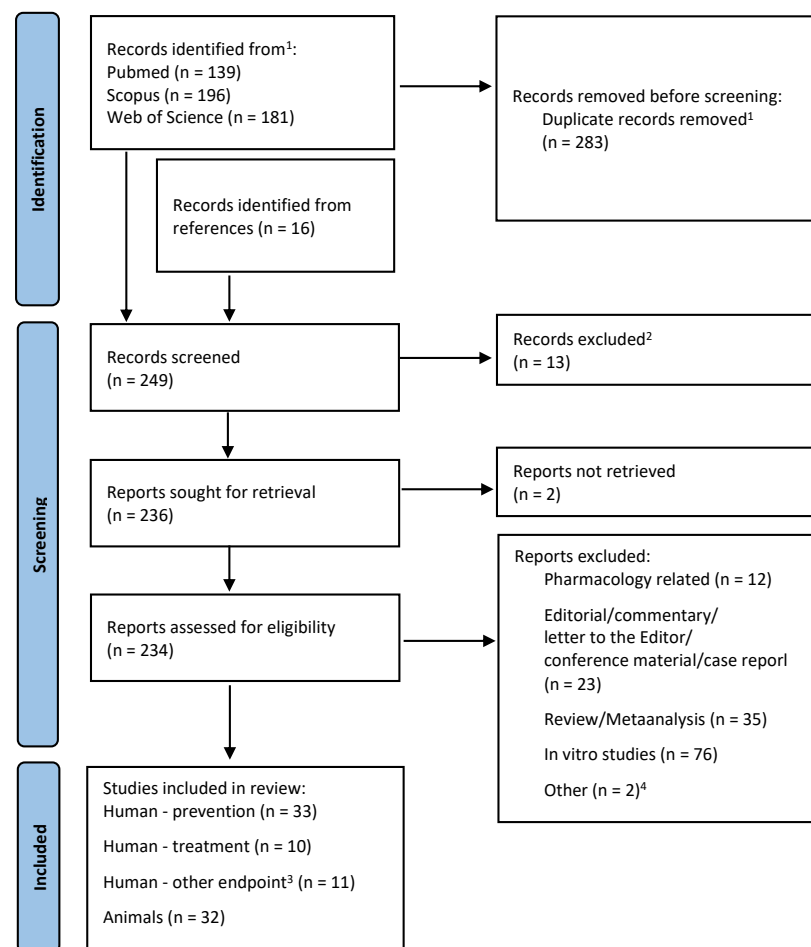 Identification
Records identified from¹:
Pubmed (n = 139)
Scopus (n = 196)
Web of Science (n = 181)
Records removed before screening:
Duplicate records removed¹
(n = 283)
Records identified from
references (n = 16)
Screening
Records screened
(n = 249)
Records excluded²
(n = 13)
Reports sought for retrieval
(n = 236)
Reports not retrieved
(n = 2)
Reports assessed for eligibility
(n = 234)
Reports excluded:
Pharmacology related (n = 12)
Editorial/commentary/
letter to the Editor/
conference material/case reporl
(n = 23)
Review/Metaanalysis (n = 35)
In vitro studies (n = 76)
Other (n = 2)⁴
Included
Studies included in review:
Human - prevention (n = 33)
Human - treatment (n = 10)
Human - other endpoint³ (n = 11)
Animals (n = 32)